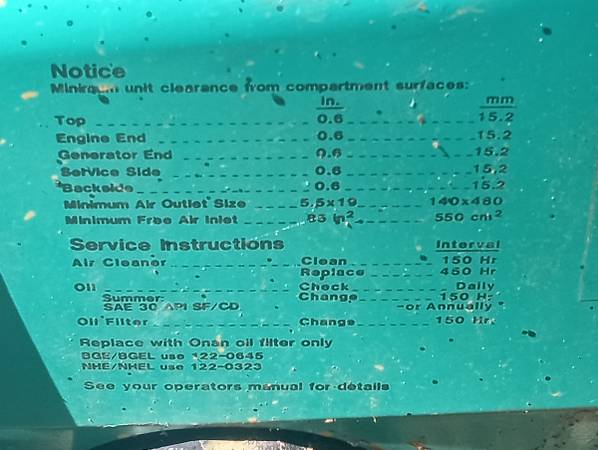 Notice
Minimum unit clearance from compartment surfaces:
In. mm
Top 0.6 15.2
Engine End 0.6 15.2
Generator End 0.6 15.2
Service Side 0.6 15.2
Backside 0.6 15.2
Minimum Air Outlet Size 5.5x19 140x480
Minimum Free Air Inlet 85 in² 550 cm²
Service Instructions Interval
Air Cleaner Clean 150 Hr
Replace 450 Hr
Oil Check Daily
Summer: Change 150 Hr
SAE 30 API SF/CD -or Annually
Oil Filter Change 150 Hr.
Replace with Onan oil filter only
BGE/BGEL use 122-0645
NHE/NHEL use 122-0323
See your operators manual for details